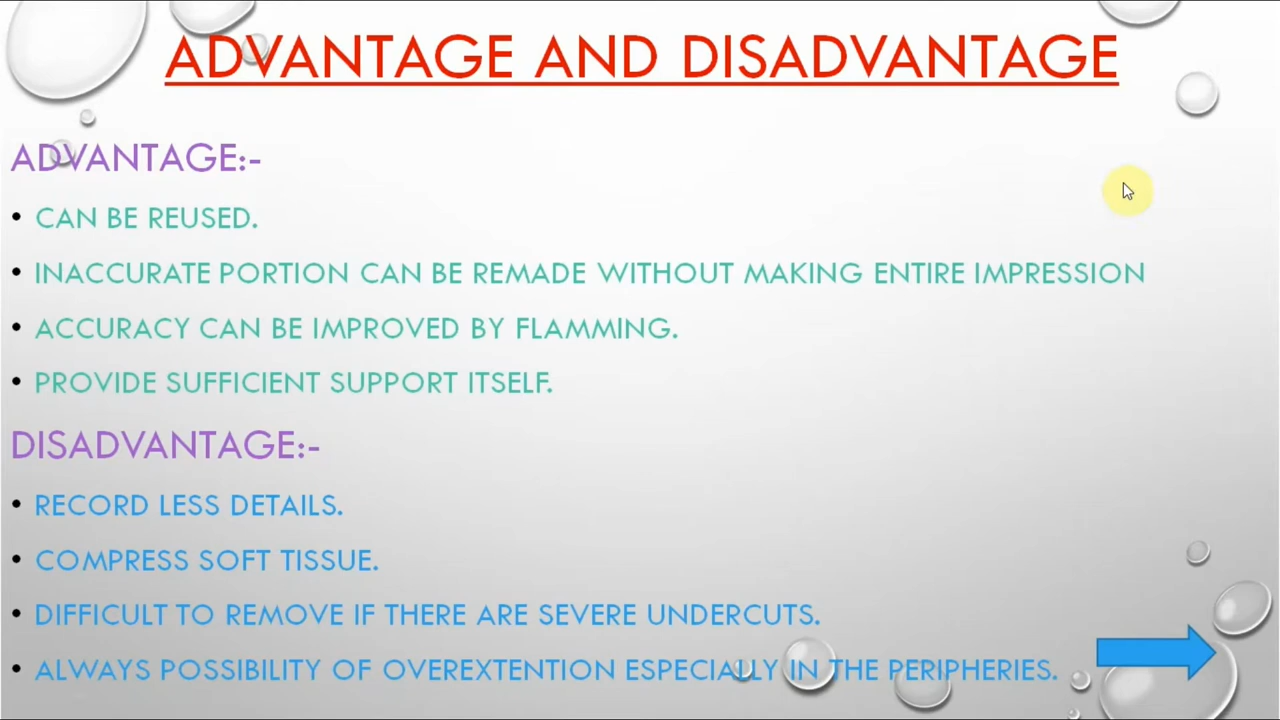 ADVANTAGE AND DISADVANTAGE
ADVANTAGE:-
• CAN BE REUSED.
• INACCURATE PORTION CAN BE REMADE WITHOUT MAKING ENTIRE IMPRESSION
• ACCURACY CAN BE IMPROVED BY FLAMMING.
• PROVIDE SUFFICIENT SUPPORT ITSELF.
DISADVANTAGE:-
• RECORD LESS DETAILS.
• COMPRESS SOFT TISSUE.
• DIFFICULT TO REMOVE IF THERE ARE SEVERE UNDERCUTS.
• ALWAYS POSSIBILITY OF OVEREXTENTION ESPECIALLY IN THE PERIPHERIES.